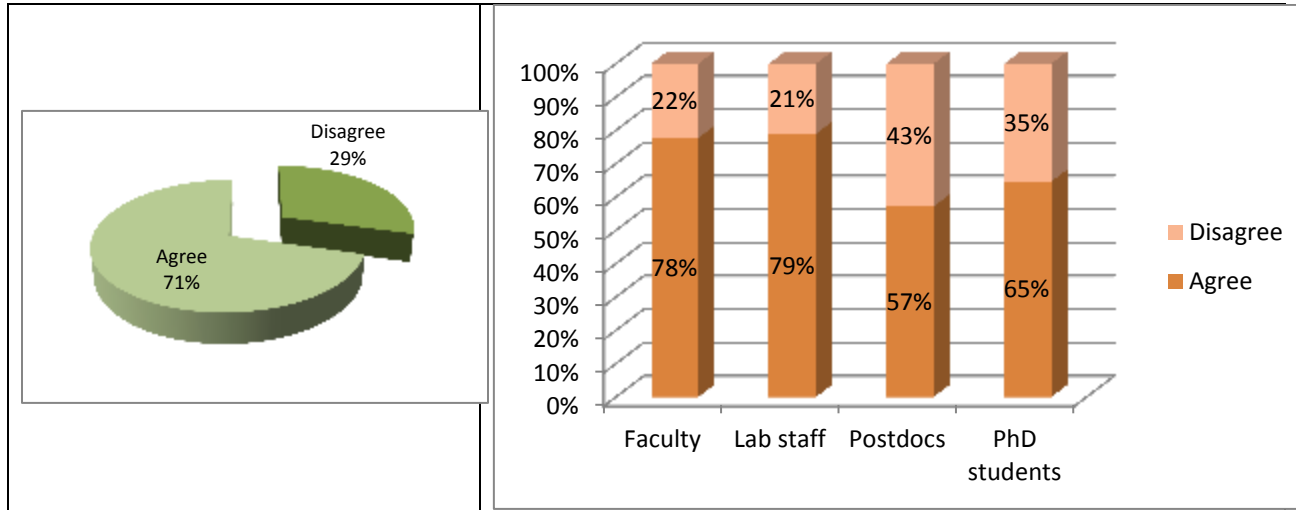 Disagree
29%
Agree
71%
100%
90%
80%
70%
60%
50%
40%
30%
20%
10%
0%
22%
21%
43%
35%
78%
79%
57%
65%
Faculty
Lab staff
Postdocs
PhD
students
Disagree
Agree